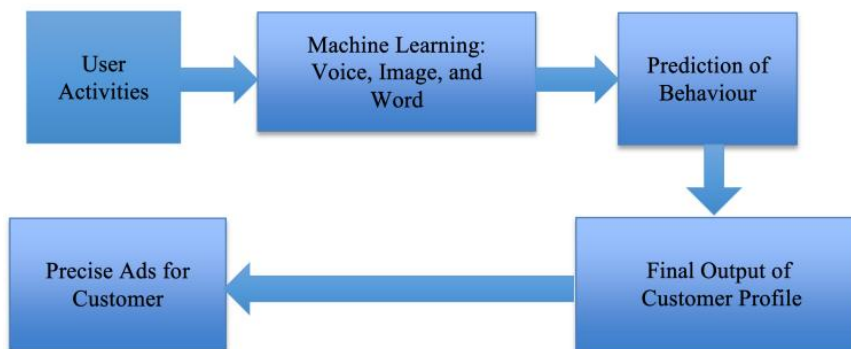 User
Activities
Machine Learning:
Voice, Image, and
Word
Prediction of
Behaviour
Final Output of
Customer Profile
Precise Ads for
Customer